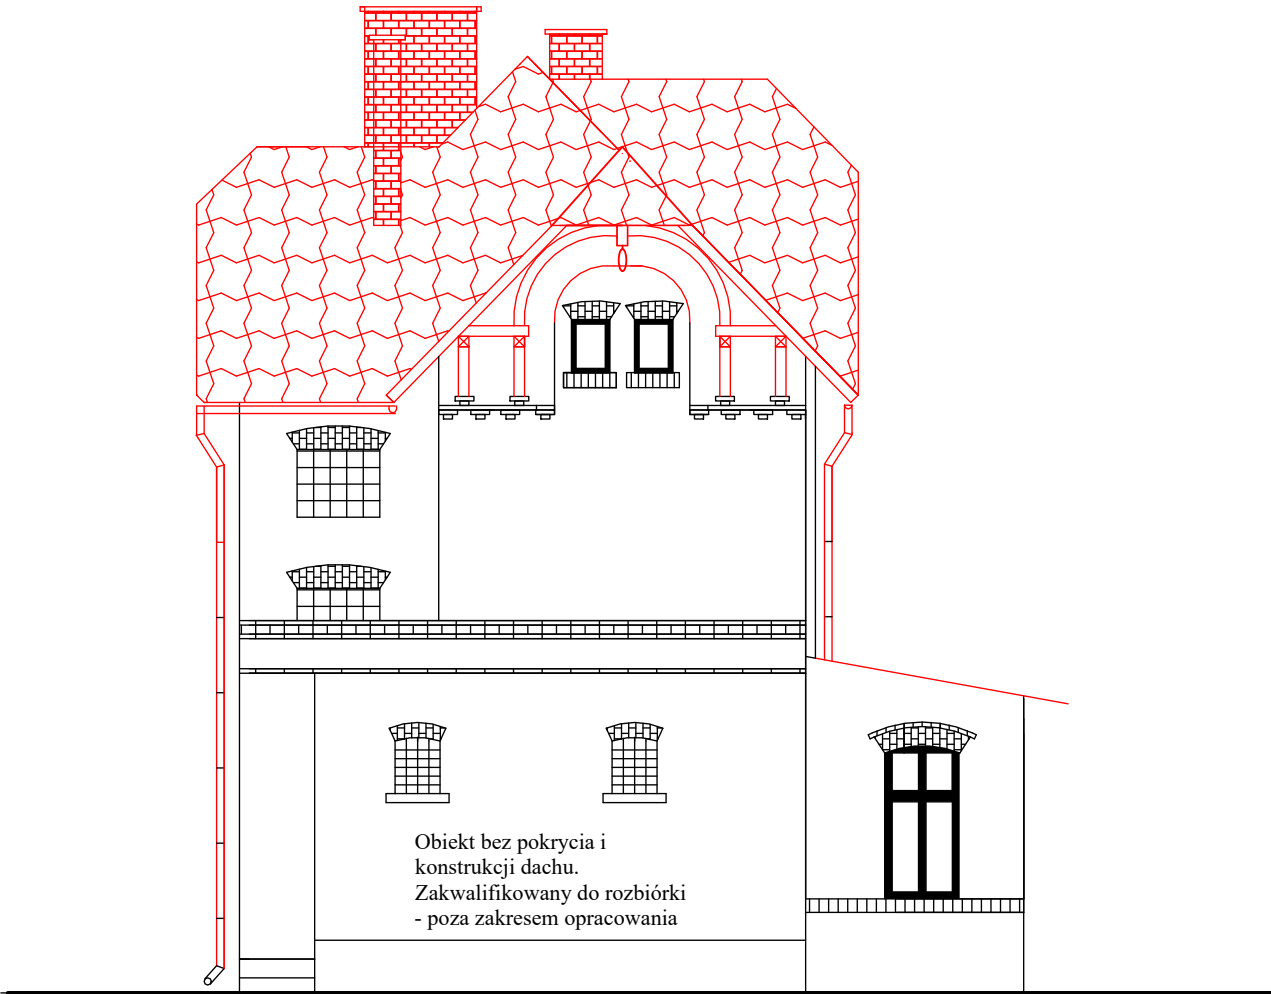 Obiekt bez pokrycia i
konstrukcji dachu.
Zakwalifikowany do rozbiórki
- poza zakresem opracowania